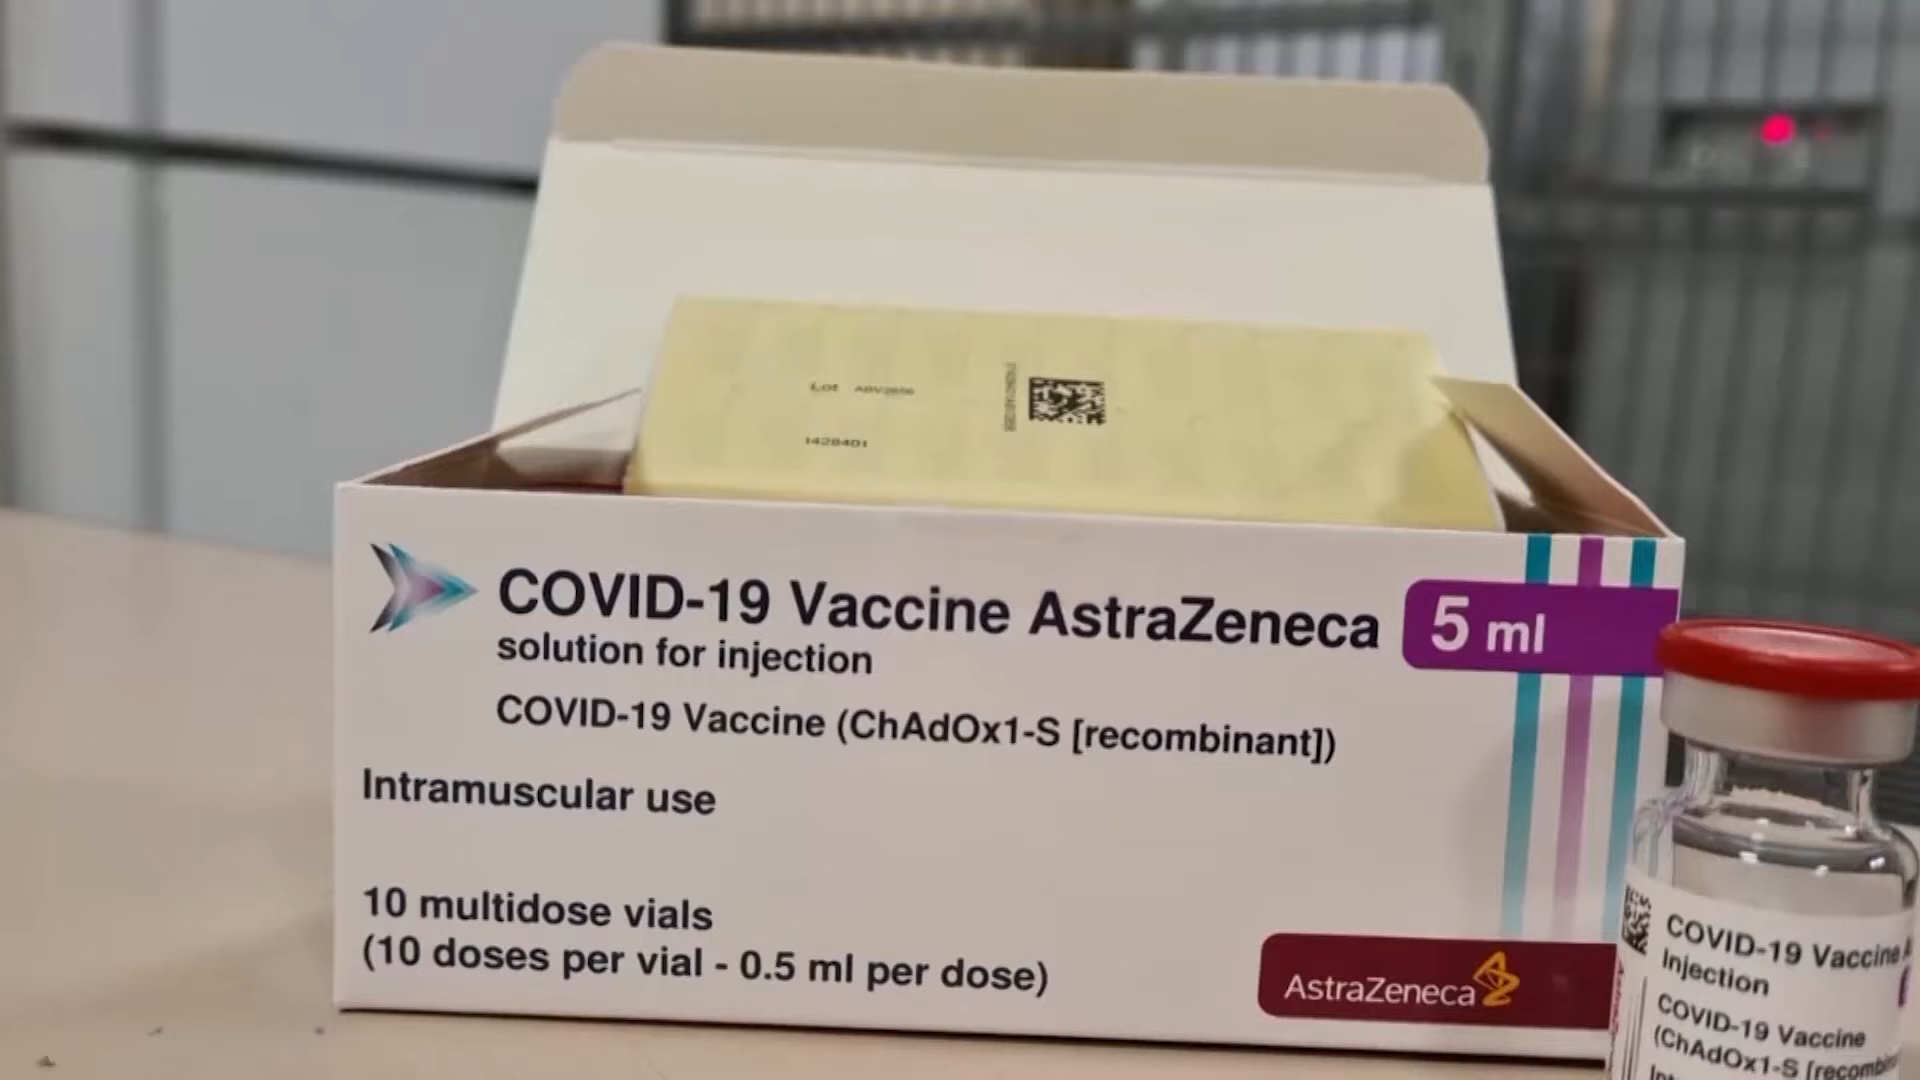 Lot
1428401
COVID-19 Vaccine AstraZeneca
5 ml
solution for injection
COVID-19 Vaccine (ChAdOx1-S [recombinant])
Intramuscular use
10 multidose vials
(10 doses per vial - 0.5 ml per dose)
AstraZeneca
COVID-19 Vaccine
Injection
COVID-19 Vaccine
(ChAdOx1-S